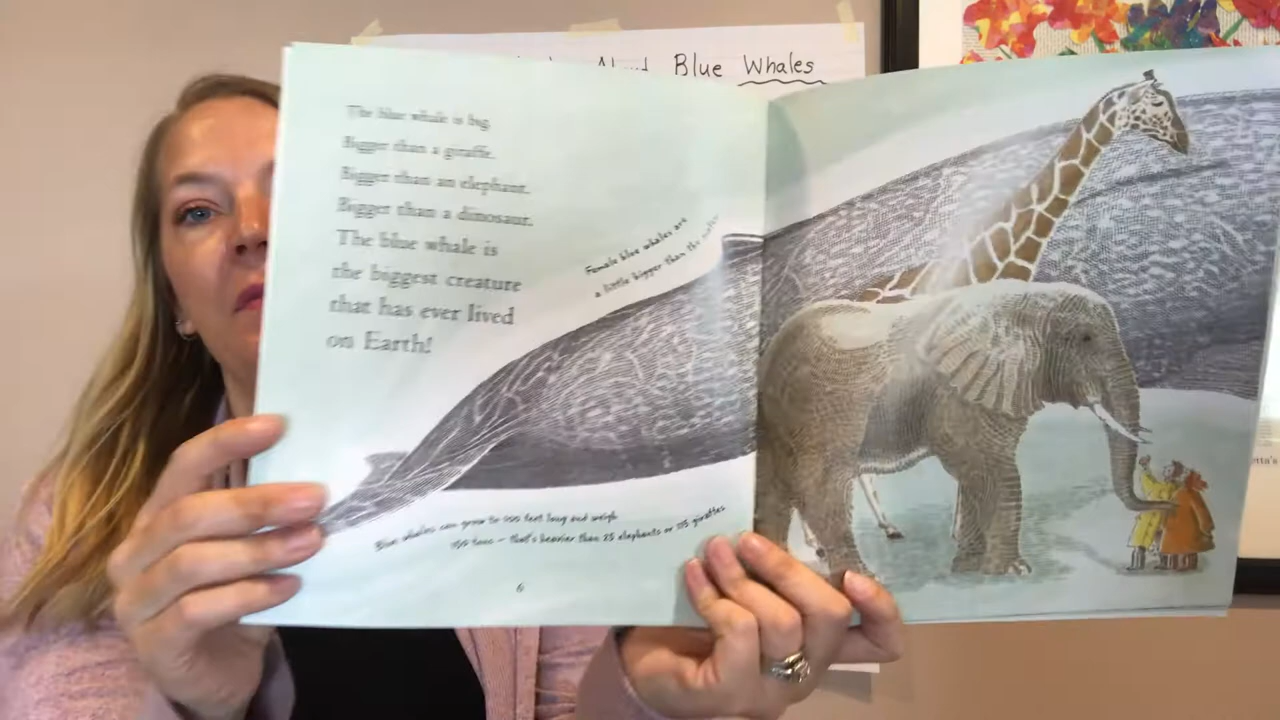 Blue Whales
The blue whale is big.
Bigger than a giraffe.
Bigger than an elephant.
Bigger than a dinosaur.
The blue whale is
the biggest creature
that has ever lived
on Earth!
Female blue whales are
a little bigger than the males.
Blue whales can grow to 100 feet long and weigh
150 tons — that's heavier than 25 elephants or 115 giraffes
6